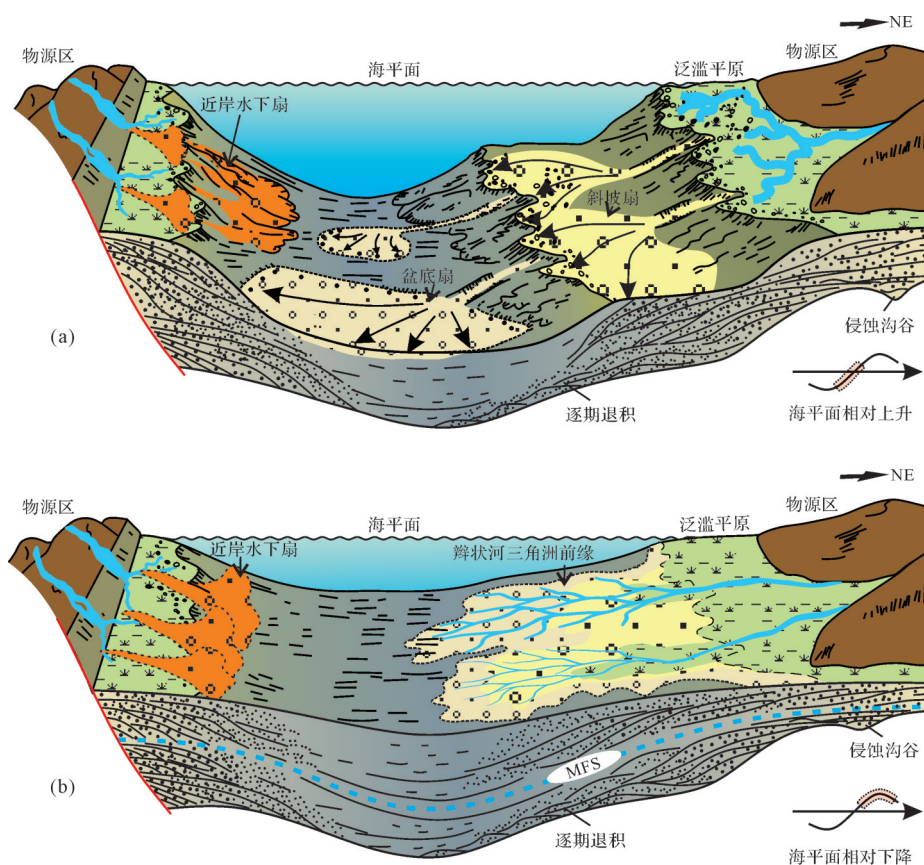 NE
物源区
海平面
泛滥平原
物源区
近岸水下扇
斜坡扇
盆底扇
侵蚀沟谷
(a)
逐期退积
海平面相对上升
NE
物源区
海平面
泛滥平原
物源区
近岸水下扇
辫状河三角洲前缘
侵蚀沟谷
MFS
(b)
逐期退积
海平面相对下降